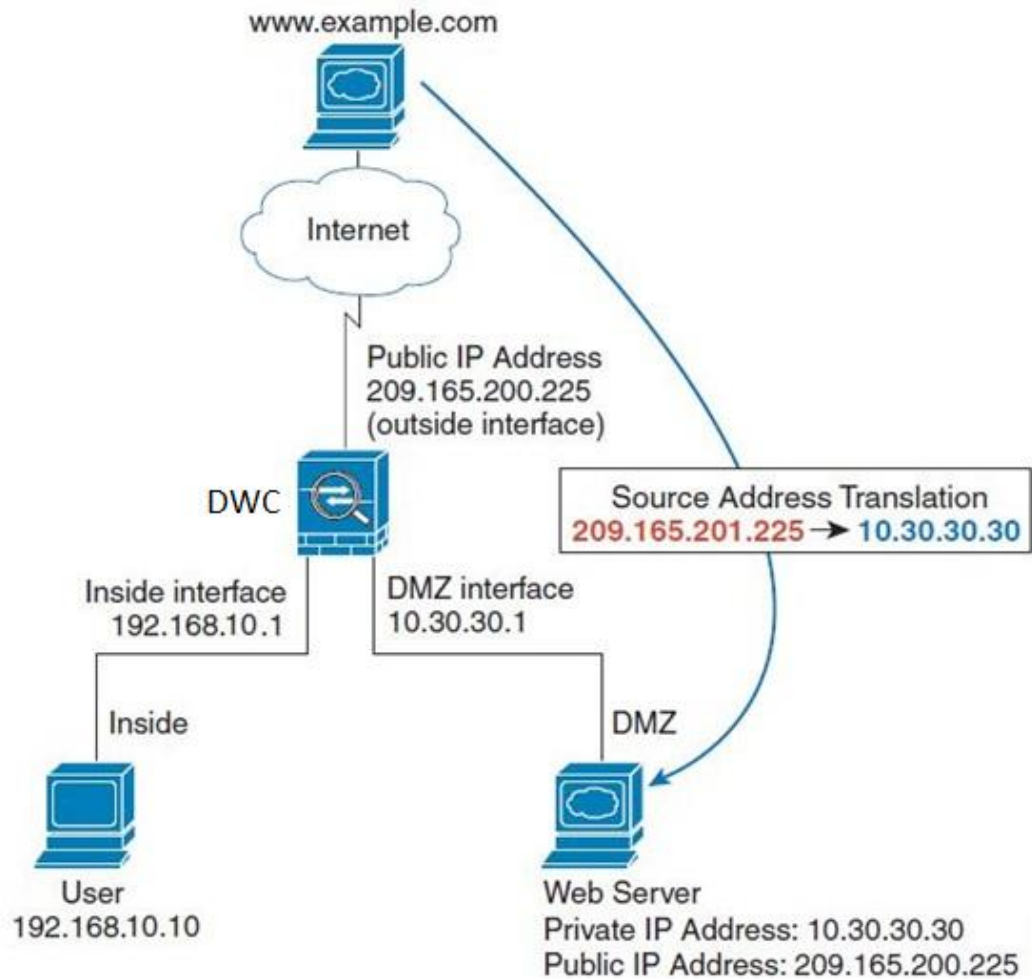 www.example.com
Internet
Public IP Address
209.165.200.225
(outside interface)
DWC
Source Address Translation
209.165.201.225 → 10.30.30.30
Inside interface
192.168.10.1
DMZ interface
10.30.30.1
Inside
DMZ
User
192.168.10.10
Web Server
Private IP Address: 10.30.30.30
Public IP Address: 209.165.200.225